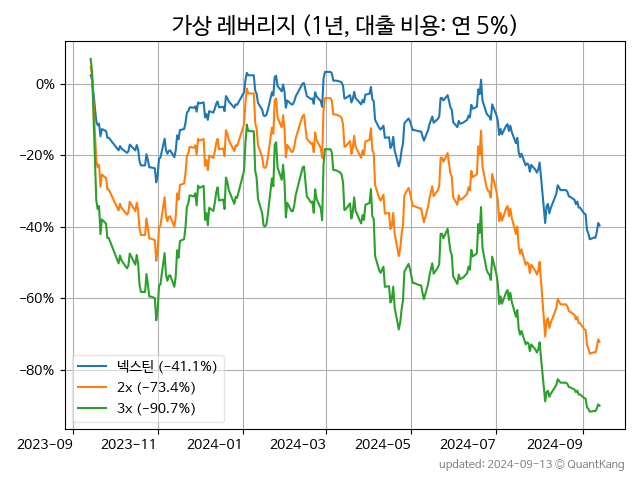 가상 레버리지 (1년, 대출 비용: 연 5%)
0%
−20%
−40%
−60%
−80%
넥스틴 (−41.1%)
2x (−73.4%)
3x (−90.7%)
2023−09 2023−11 2024−01 2024−03 2024−05 2024−07 2024−09
updated: 2024−09−13 © QuantKang